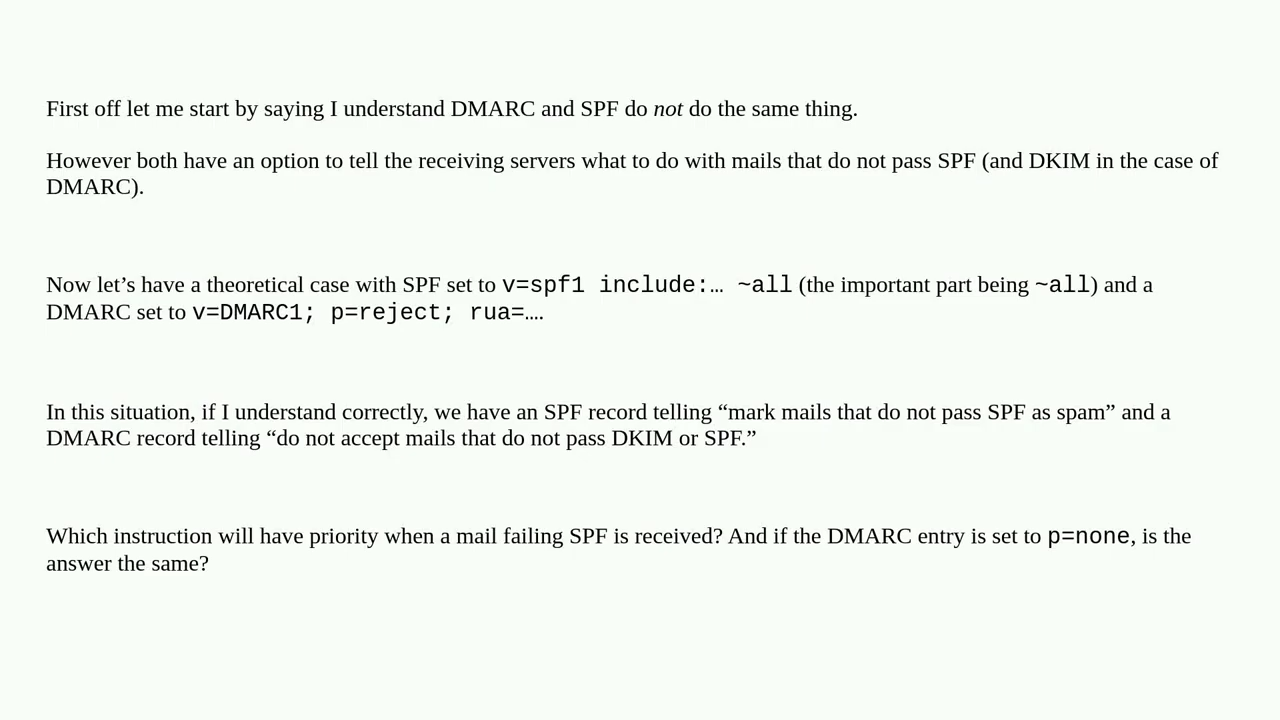 First off let me start by saying I understand DMARC and SPF do not do the same thing.
However both have an option to tell the receiving servers what to do with mails that do not pass SPF (and DKIM in the case of
DMARC).
Now let’s have a theoretical case with SPF set to v=spf1 include:… ~all (the important part being ~all) and a
DMARC set to v=DMARC1; p=reject; rua=….
In this situation, if I understand correctly, we have an SPF record telling “mark mails that do not pass SPF as spam” and a
DMARC record telling “do not accept mails that do not pass DKIM or SPF.”
Which instruction will have priority when a mail failing SPF is received? And if the DMARC entry is set to p=none, is the
answer the same?